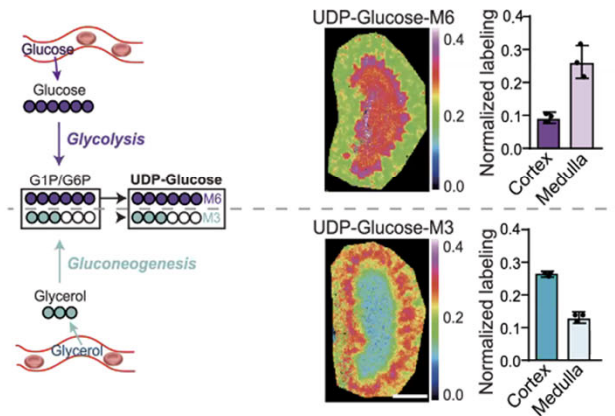 Glucose
Glucose
Glycolysis
G1P/G6P
UDP-Glucose
M6
M3
Gluconeogenesis
Glycerol
Glycerol
UDP-Glucose-M6
0.4
0.2
0.0
Normalized labeling
0.4
0.3
0.2
0.1
0.0
Cortex
Medulla
UDP-Glucose-M3
0.4
0.2
0.0
Normalized labeling
0.4
0.3
0.2
0.1
0.0
Cortex
Medulla